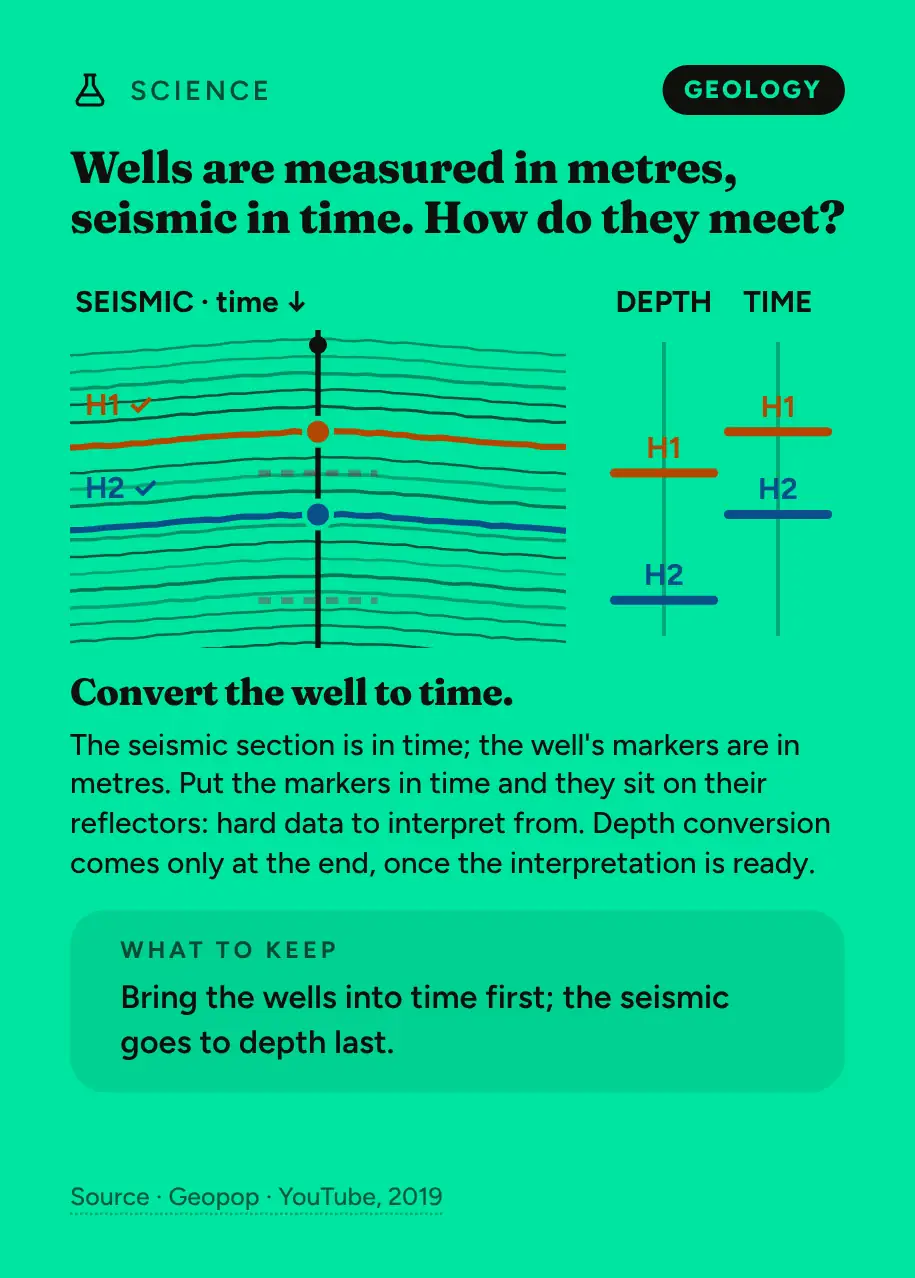 SCIENCE
GEOLOGY
Wells are measured in metres,
seismic in time. How do they meet?
SEISMIC · time ↓
DEPTH
TIME
H1 ✓
H2 ✓
H1
H2
H1
H2
Convert the well to time.
The seismic section is in time; the well's markers are in
metres. Put the markers in time and they sit on their
reflectors: hard data to interpret from. Depth conversion
comes only at the end, once the interpretation is ready.
WHAT TO KEEP
Bring the wells into time first; the seismic
goes to depth last.
Source · Geopop · YouTube, 2019